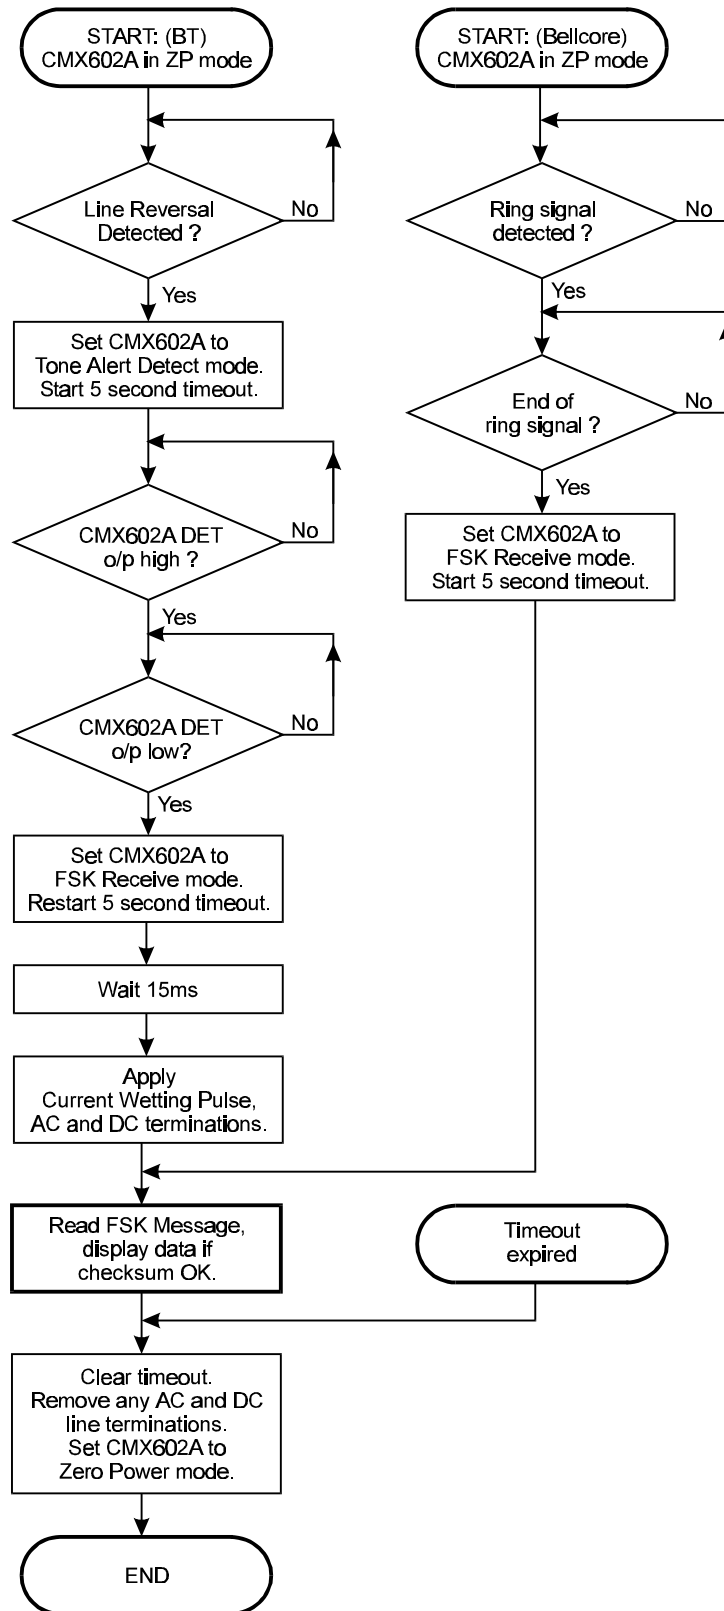 START: (BT)
CMX602A in ZP mode
Line Reversal
Detected ?
No
Yes
Set CMX602A to
Tone Alert Detect mode.
Start 5 second timeout.
CMX602A DET
o/p high ?
No
Yes
CMX602A DET
o/p low?
No
Yes
Set CMX602A to
FSK Receive mode.
Restart 5 second timeout.
Wait 15ms
Apply
Current Wetting Pulse,
AC and DC terminations.
START: (Bellcore)
CMX602A in ZP mode
Ring signal
detected ?
No
Yes
End of
ring signal ?
No
Yes
Set CMX602A to
FSK Receive mode.
Start 5 second timeout.
Read FSK Message,
display data if
checksum OK.
Timeout
expired
Clear timeout.
Remove any AC and DC
line terminations.
Set CMX602A to
Zero Power mode.
END